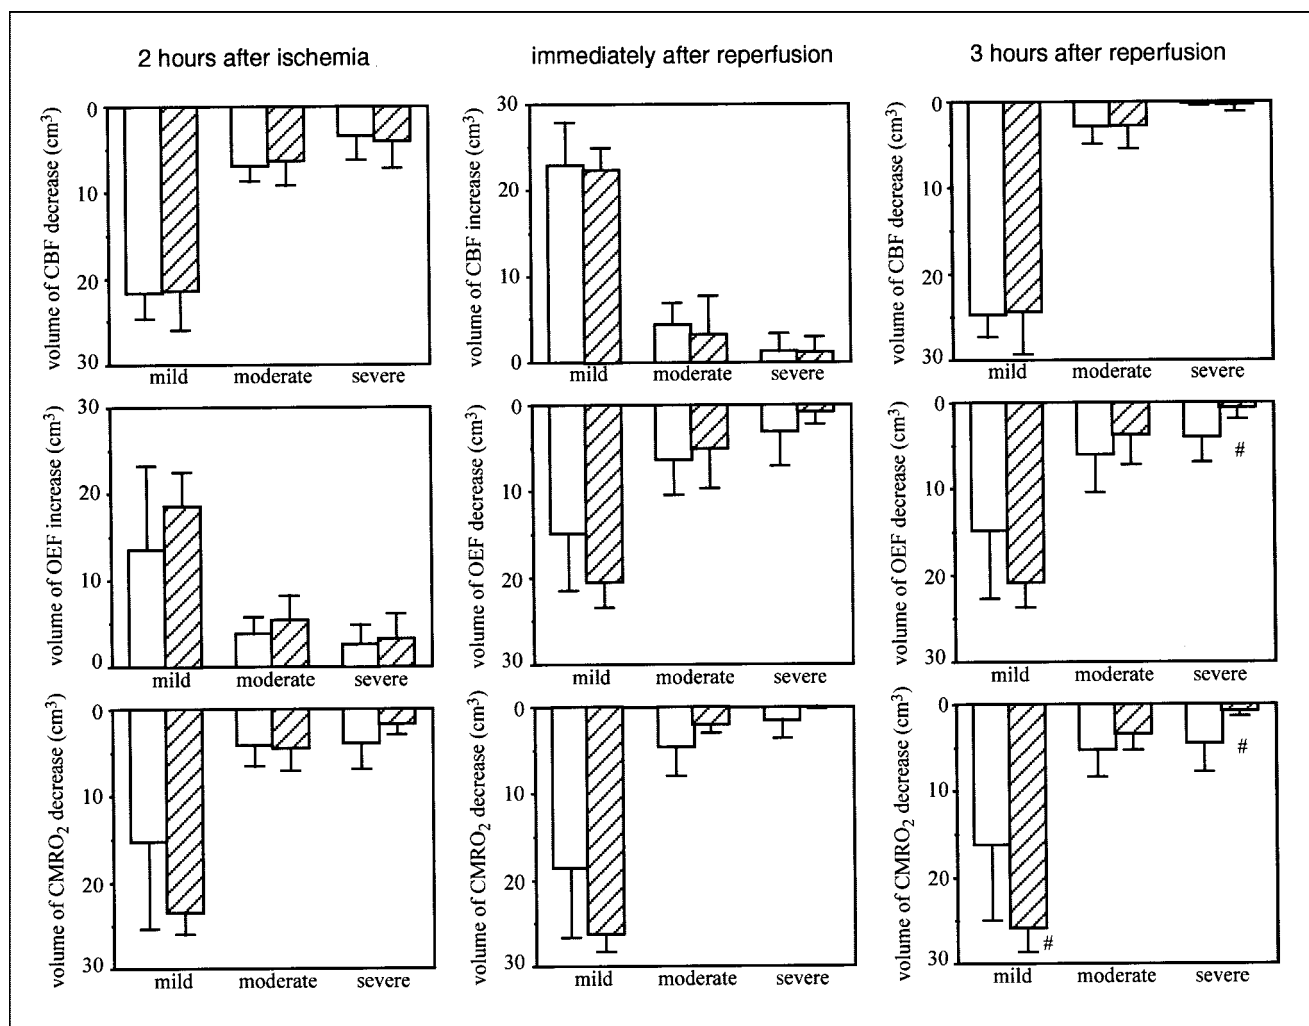 2 hours after ischemia
immediately after reperfusion
3 hours after reperfusion
volume of CBF decrease (cm³)
0
10
20
30
mild moderate severe
volume of CBF increase (cm³)
30
20
10
0
mild moderate severe
volume of CBF decrease (cm³)
0
10
20
30
mild moderate severe
volume of OEF increase (cm³)
30
20
10
0
mild moderate severe
volume of OEF decrease (cm³)
0
10
20
30
mild moderate severe
volume of OEF decrease (cm³)
0
10
20
30
#
mild moderate severe
volume of CMRO₂ decrease (cm³)
0
10
20
30
mild moderate severe
volume of CMRO₂ decrease (cm³)
0
10
20
30
mild moderate severe
volume of CMRO₂ decrease (cm³)
0
10
20
30
#
#
mild moderate severe